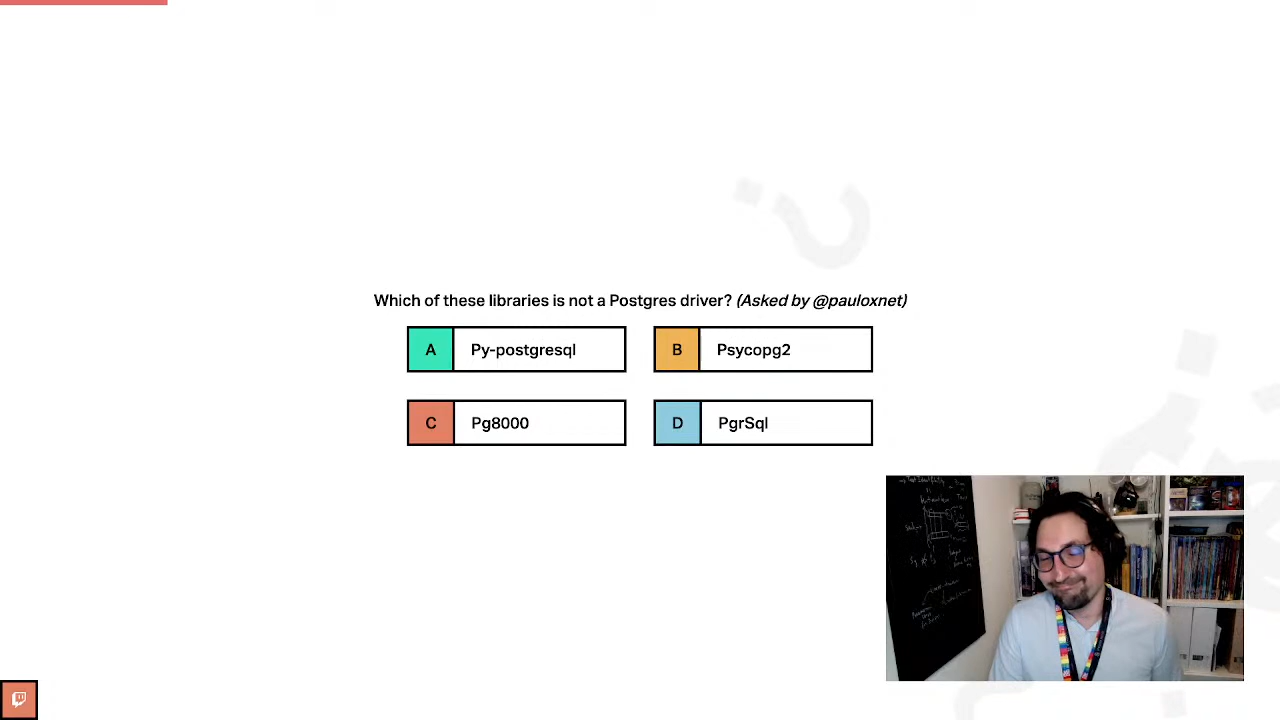 Which of these libraries is not a Postgres driver? (Asked by @pauloxnet)
A Py-postgresql
B Psycopg2
C Pg8000
D PgrSql